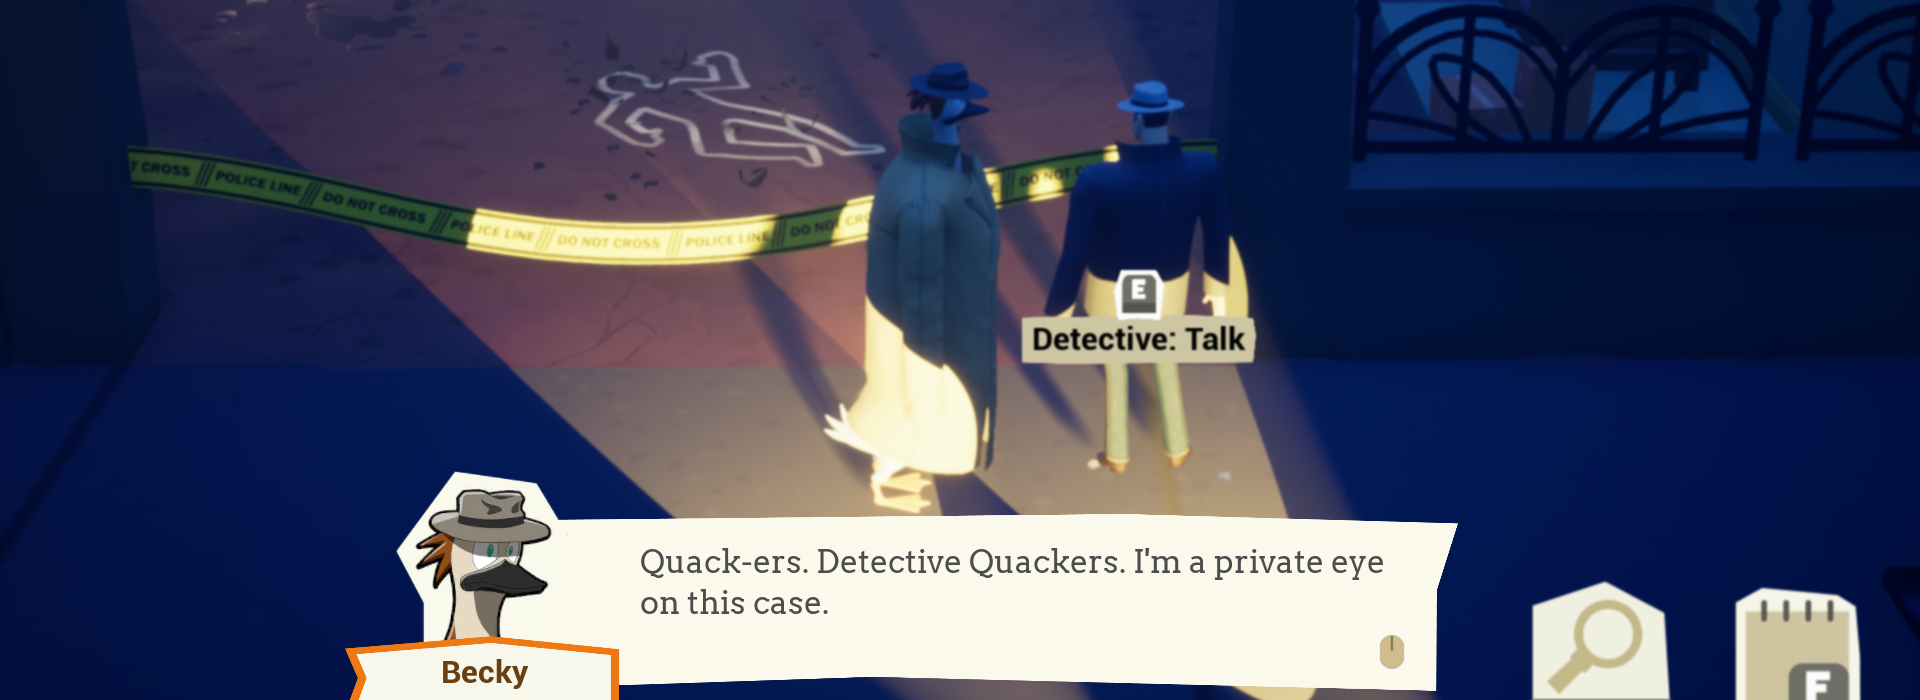 T CROSS /// POLICE LINE /// DO NOT CROSS /// POLICE LINE /// DO NOT CROSS /// POLICE LINE /// DO NOT CRO
E /// DO NOT C
E
Detective: Talk
Quack-ers. Detective Quackers. I'm a private eye
on this case.
Becky
F